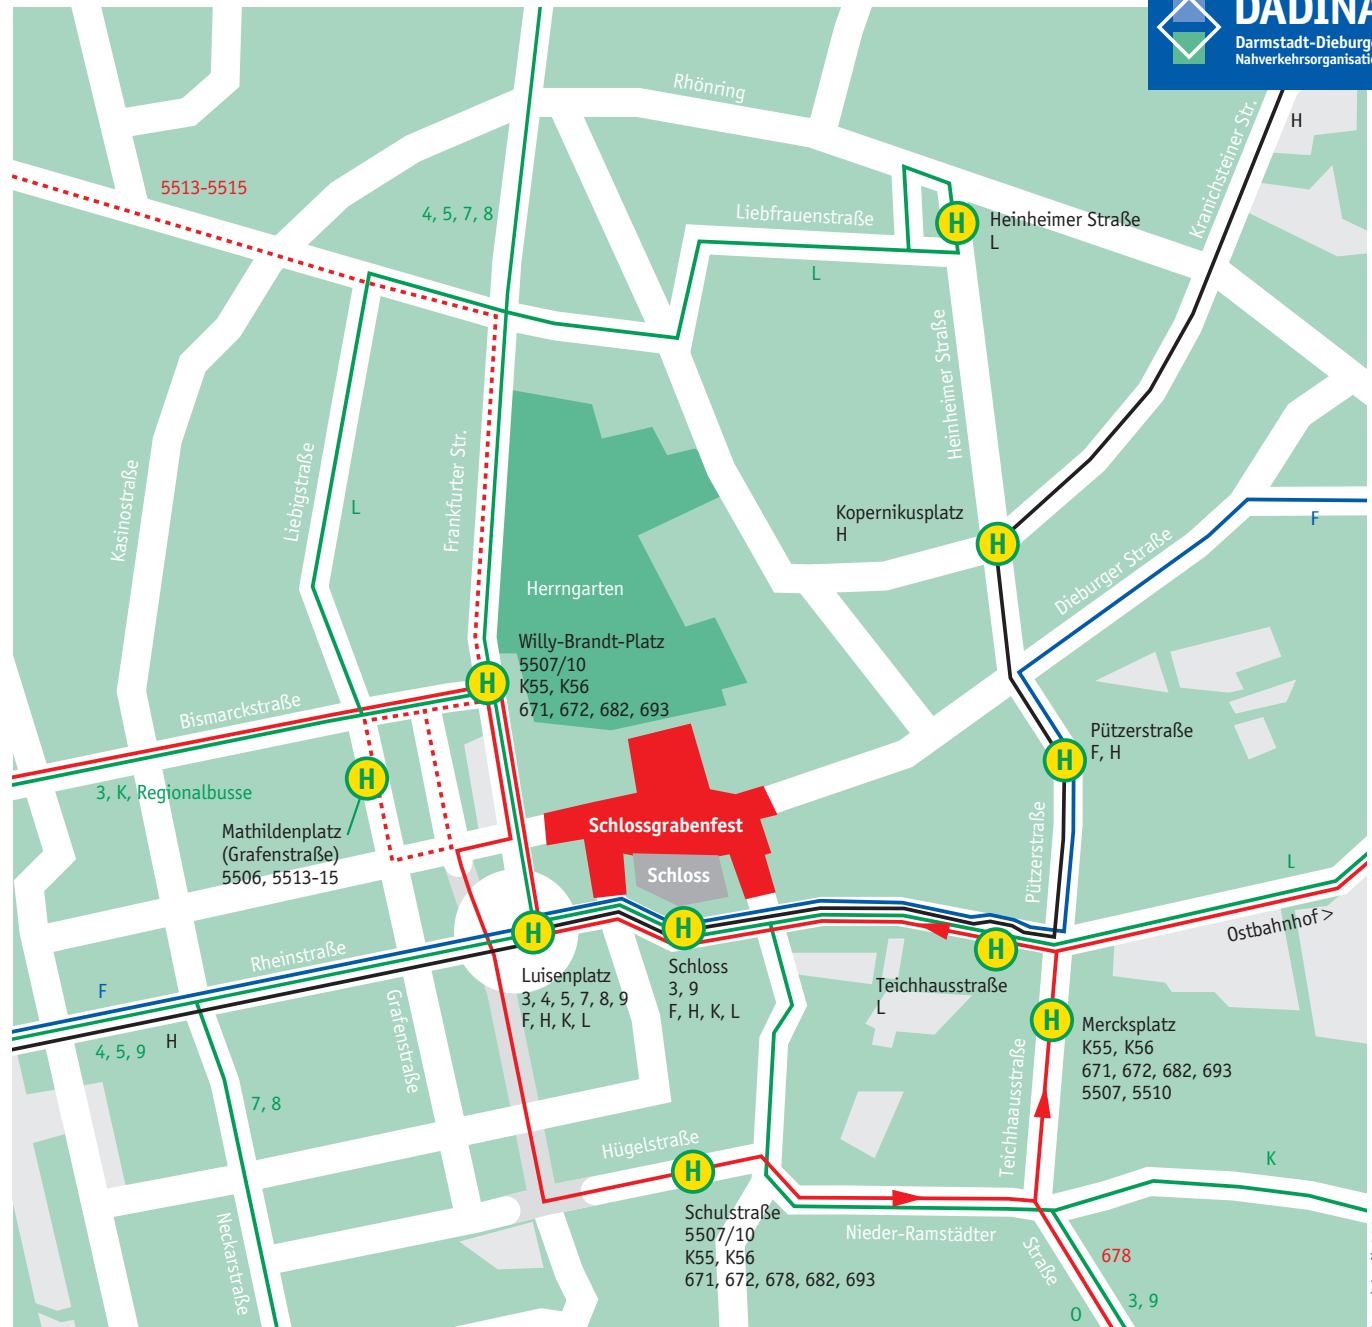 DADINA
Darmstadt-Dieburger
Nahverkehrsorganisation
Rhönring
Kranichsteiner Str.
H
5513-5515
4, 5, 7, 8
Liebfrauenstraße
H
Heinheimer Straße
L
L
Heinheimer Straße
Kasinostraße
Liebigstraße
L
Frankfurter Str.
Kopernikusplatz
H
H
Dieburger Straße
F
Herrngarten
Willy-Brandt-Platz
5507/10
K55, K56
671, 672, 682, 693
H
Bismarckstraße
Pützerstraße
F, H
H
3, K, Regionalbusse
H
Mathildenplatz
(Grafenstraße)
5506, 5513-15
Schlossgrabenfest
Schloss
Pützerstraße
L
Ostbahnhof >
Rheinstraße
H
H
H
Luisenplatz
3, 4, 5, 7, 8, 9
F, H, K, L
Schloss
3, 9
F, H, K, L
Teichhausstraße
L
F
4, 5, 9
H
Grafenstraße
H
Mercksplatz
K55, K56
671, 672, 682, 693
5507, 5510
7, 8
Teichhaausstraße
Hügelstraße
H
K
Schulstraße
5507/10
K55, K56
671, 672, 678, 682, 693
Nieder-Ramstädter
Straße
Neckarstraße
678
3, 9
O